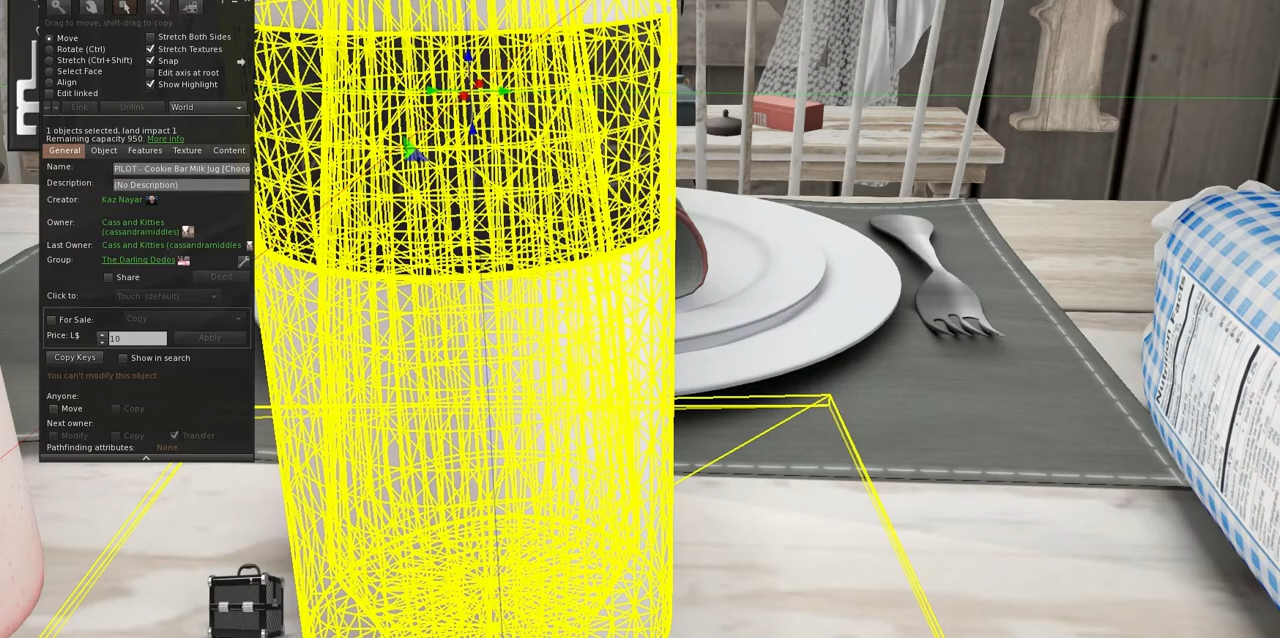 Drag to move, shift-drag to copy
Move
Rotate (Ctrl)
Stretch (Ctrl+Shift)
Select Face
Align
Edit linked
Stretch Both Sides
Stretch Textures
Snap
Edit axis at root
Show Highlight
Link Unlink World
1 objects selected, land impact 1
Remaining capacity 950. More info
General Object Features Texture Content
Name: PILOT - Cookie Bar Milk Jug [Choco
Description: (No Description)
Creator: Kaz Nayar
Owner: Cass and Kitties
(cassandramiddles)
Last Owner: Cass and Kitties (cassandramiddles
Group: The Darling Dodos
Share Deed
Click to: Touch (default)
For Sale: Copy
Price: L$ 10 Apply
Copy Keys Show in search
You can't modify this object.
Anyone:
Move Copy
Next owner:
Modify Copy Transfer
Pathfinding attributes: None
Nutrition Facts